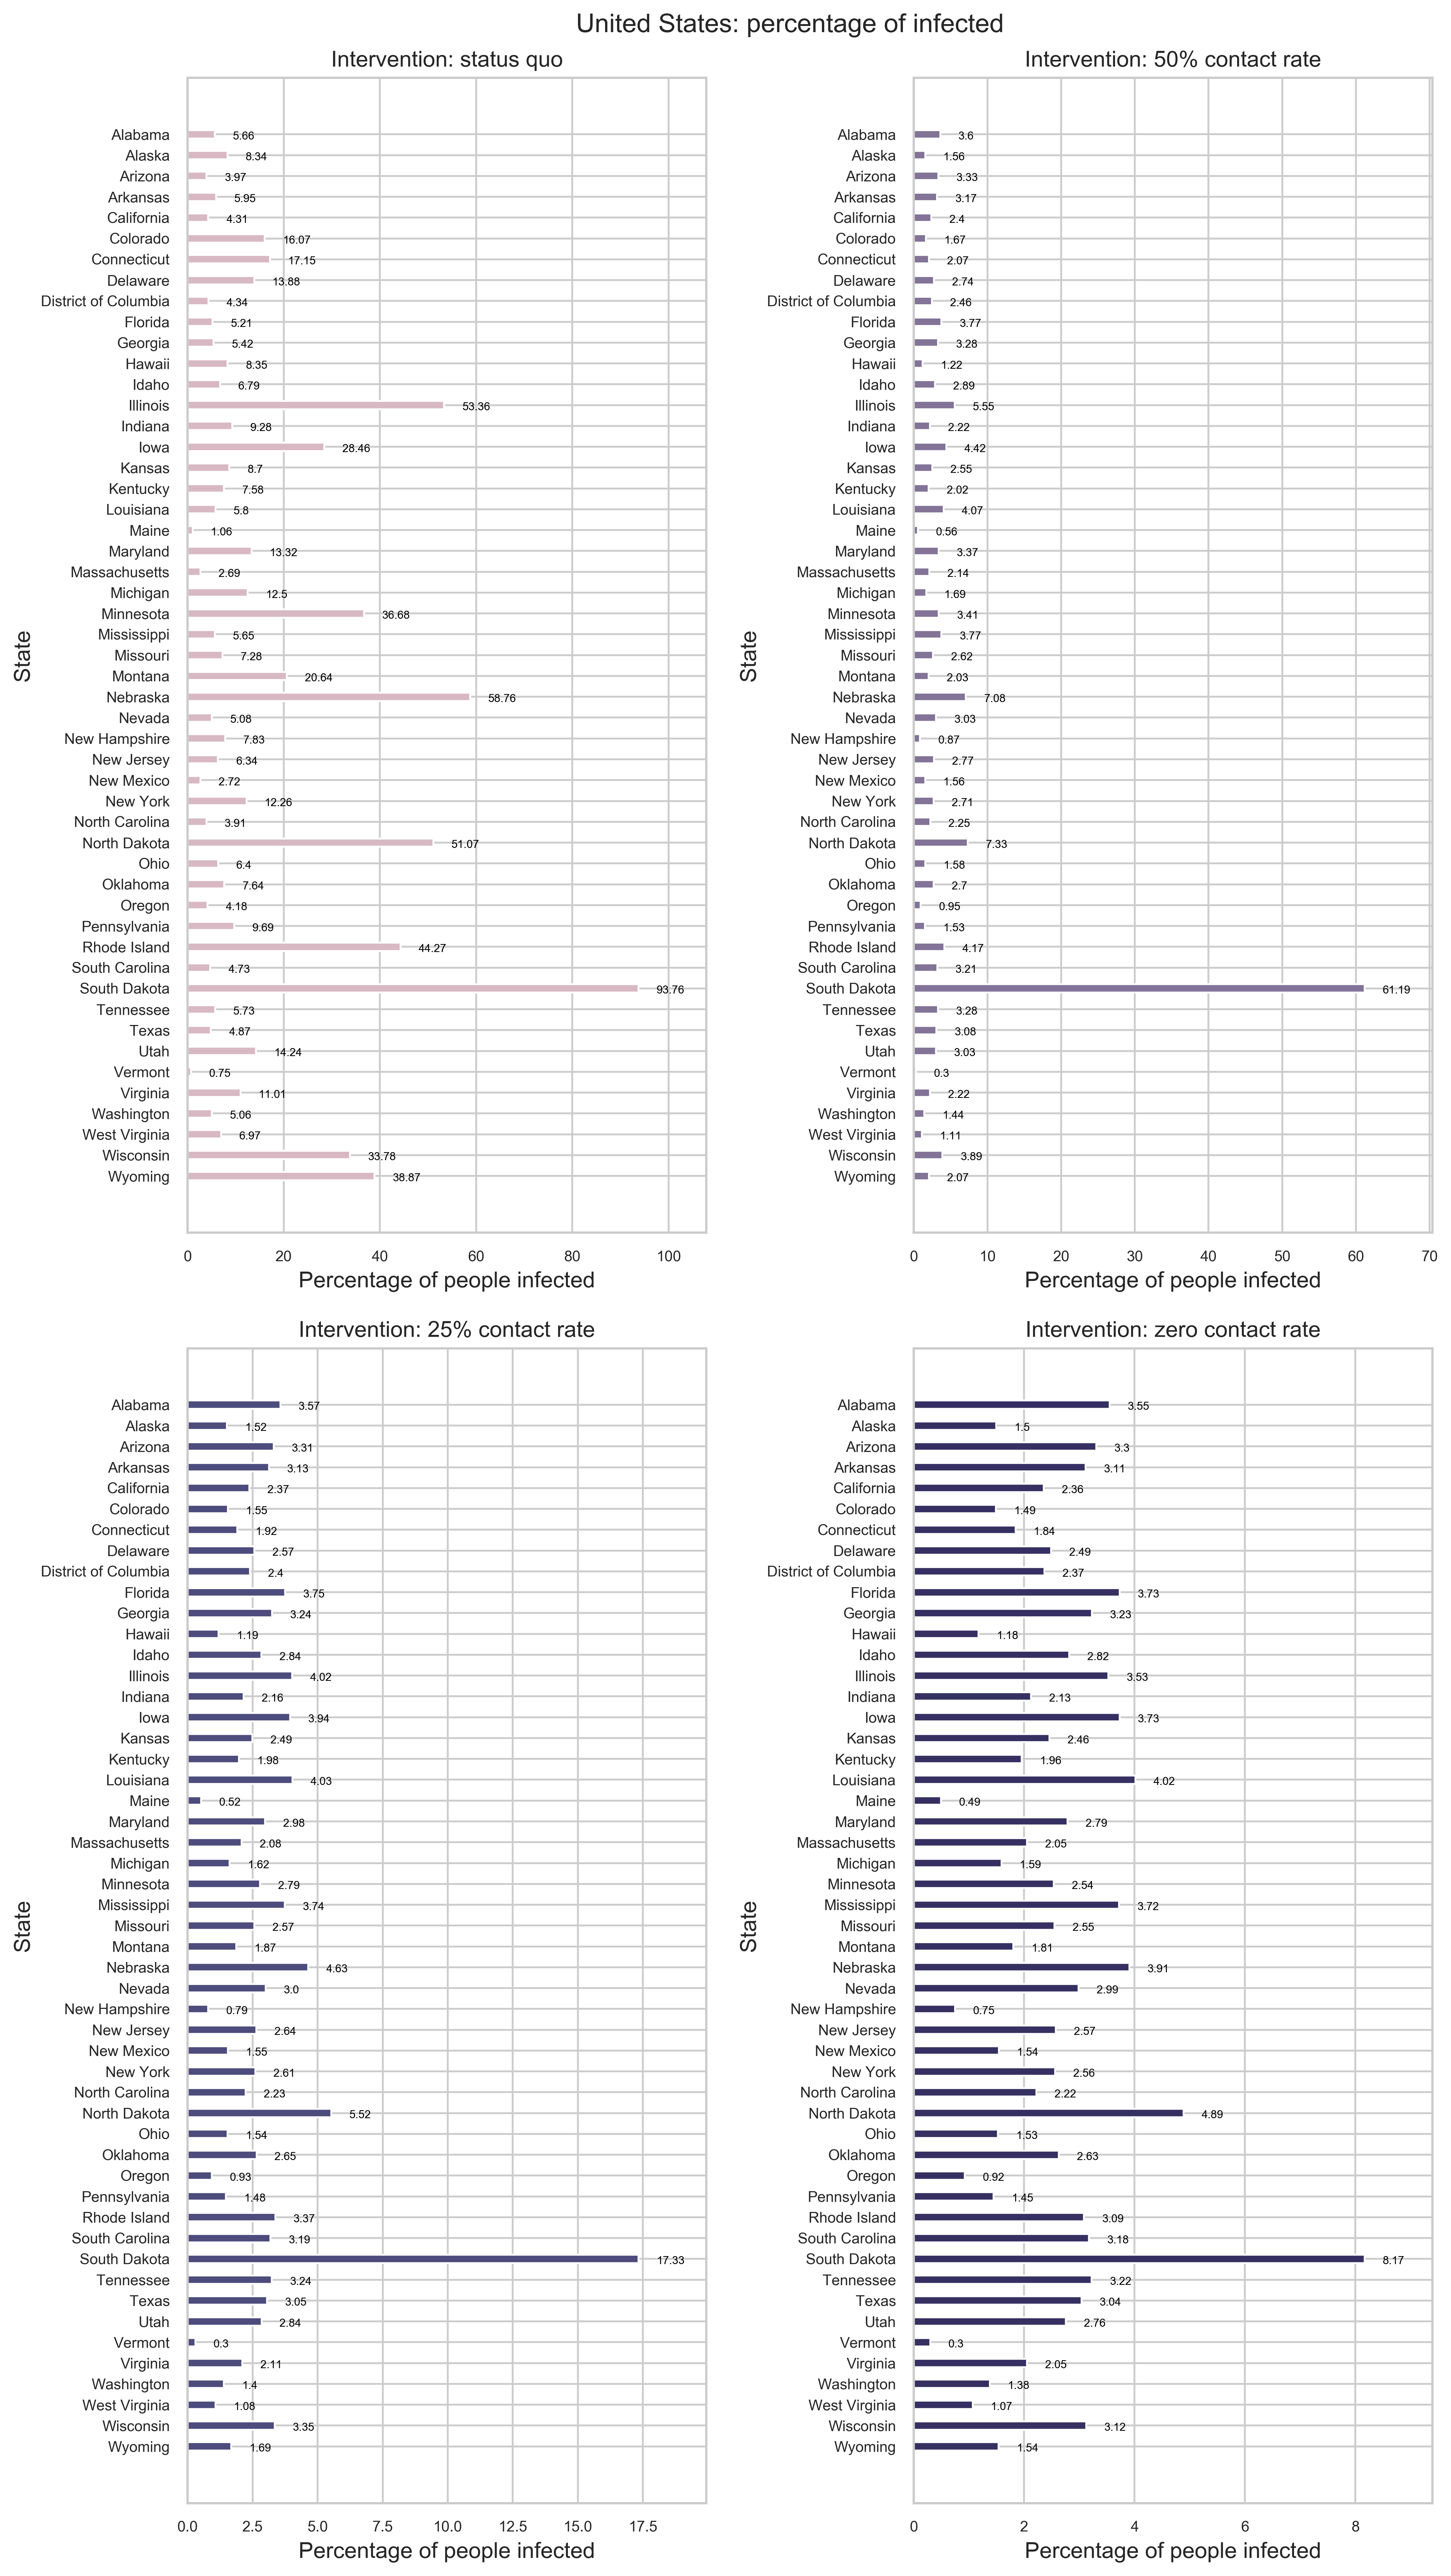 United States: percentage of infected
Intervention: status quo
Alabama 5.66
Alaska 8.34
Arizona 3.97
Arkansas 5.95
California 4.31
Colorado 16.07
Connecticut 17.15
Delaware 13.88
District of Columbia 4.34
Florida 5.21
Georgia 5.42
Hawaii 8.35
Idaho 6.79
Illinois 53.36
Indiana 9.28
Iowa 28.46
Kansas 8.7
Kentucky 7.58
Louisiana 5.8
Maine 1.06
Maryland 13.32
Massachusetts 2.69
Michigan 12.5
Minnesota 36.68
Mississippi 5.65
Missouri 7.28
Montana 20.64
Nebraska 58.76
Nevada 5.08
New Hampshire 7.83
New Jersey 6.34
New Mexico 2.72
New York 12.26
North Carolina 3.91
North Dakota 51.07
Ohio 6.4
Oklahoma 7.64
Oregon 4.18
Pennsylvania 9.69
Rhode Island 44.27
South Carolina 4.73
South Dakota 93.76
Tennessee 5.73
Texas 4.87
Utah 14.24
Vermont 0.75
Virginia 11.01
Washington 5.06
West Virginia 6.97
Wisconsin 33.78
Wyoming 38.87
State
0 20 40 60 80 100
Percentage of people infected
Intervention: 50% contact rate
Alabama 3.6
Alaska 1.56
Arizona 3.33
Arkansas 3.17
California 2.4
Colorado 1.67
Connecticut 2.07
Delaware 2.74
District of Columbia 2.46
Florida 3.77
Georgia 3.28
Hawaii 1.22
Idaho 2.89
Illinois 5.55
Indiana 2.22
Iowa 4.42
Kansas 2.55
Kentucky 2.02
Louisiana 4.07
Maine 0.56
Maryland 3.37
Massachusetts 2.14
Michigan 1.69
Minnesota 3.41
Mississippi 3.77
Missouri 2.62
Montana 2.03
Nebraska 7.08
Nevada 3.03
New Hampshire 0.87
New Jersey 2.77
New Mexico 1.56
New York 2.71
North Carolina 2.25
North Dakota 7.33
Ohio 1.58
Oklahoma 2.7
Oregon 0.95
Pennsylvania 1.53
Rhode Island 4.17
South Carolina 3.21
South Dakota 61.19
Tennessee 3.28
Texas 3.08
Utah 3.03
Vermont 0.3
Virginia 2.22
Washington 1.44
West Virginia 1.11
Wisconsin 3.89
Wyoming 2.07
State
0 10 20 30 40 50 60 70
Percentage of people infected
Intervention: 25% contact rate
Alabama 3.57
Alaska 1.52
Arizona 3.31
Arkansas 3.13
California 2.37
Colorado 1.55
Connecticut 1.92
Delaware 2.57
District of Columbia 2.4
Florida 3.75
Georgia 3.24
Hawaii 1.19
Idaho 2.84
Illinois 4.02
Indiana 2.16
Iowa 3.94
Kansas 2.49
Kentucky 1.98
Louisiana 4.03
Maine 0.52
Maryland 2.98
Massachusetts 2.08
Michigan 1.62
Minnesota 2.79
Mississippi 3.74
Missouri 2.57
Montana 1.87
Nebraska 4.63
Nevada 3.0
New Hampshire 0.79
New Jersey 2.64
New Mexico 1.55
New York 2.61
North Carolina 2.23
North Dakota 5.52
Ohio 1.54
Oklahoma 2.65
Oregon 0.93
Pennsylvania 1.48
Rhode Island 3.37
South Carolina 3.19
South Dakota 17.33
Tennessee 3.24
Texas 3.05
Utah 2.84
Vermont 0.3
Virginia 2.11
Washington 1.4
West Virginia 1.08
Wisconsin 3.35
Wyoming 1.69
State
0.0 2.5 5.0 7.5 10.0 12.5 15.0 17.5
Percentage of people infected
Intervention: zero contact rate
Alabama 3.55
Alaska 1.5
Arizona 3.3
Arkansas 3.11
California 2.36
Colorado 1.49
Connecticut 1.84
Delaware 2.49
District of Columbia 2.37
Florida 3.73
Georgia 3.23
Hawaii 1.18
Idaho 2.82
Illinois 3.53
Indiana 2.13
Iowa 3.73
Kansas 2.46
Kentucky 1.96
Louisiana 4.02
Maine 0.49
Maryland 2.79
Massachusetts 2.05
Michigan 1.59
Minnesota 2.54
Mississippi 3.72
Missouri 2.55
Montana 1.81
Nebraska 3.91
Nevada 2.99
New Hampshire 0.75
New Jersey 2.57
New Mexico 1.54
New York 2.56
North Carolina 2.22
North Dakota 4.89
Ohio 1.53
Oklahoma 2.63
Oregon 0.92
Pennsylvania 1.45
Rhode Island 3.09
South Carolina 3.18
South Dakota 8.17
Tennessee 3.22
Texas 3.04
Utah 2.76
Vermont 0.3
Virginia 2.05
Washington 1.38
West Virginia 1.07
Wisconsin 3.12
Wyoming 1.54
State
0 2 4 6 8
Percentage of people infected